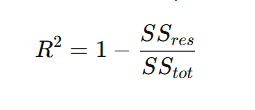 R² = 1 − SS_res / SS_tot